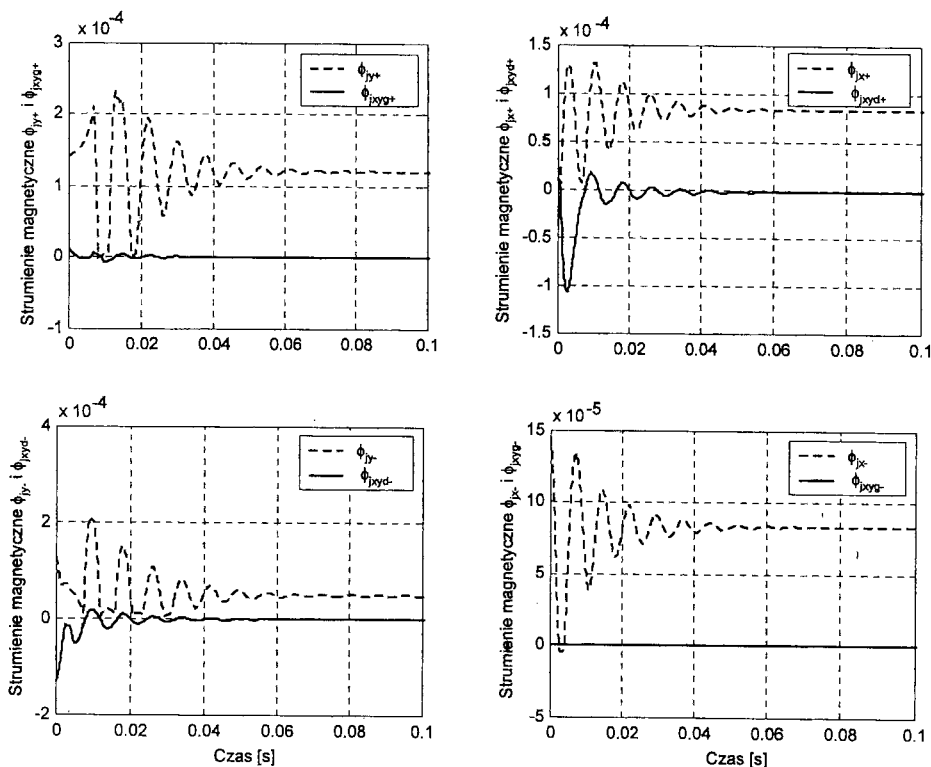 x 10⁻⁴
3
2
1
0
-1
0 0.02 0.04 0.06 0.08 0.1
Strumienie magnetyczne ϕjy+ i ϕjxyg+
ϕjy+
ϕjxyg+
x 10⁻⁴
1.5
1
0.5
0
-0.5
-1
-1.5
0 0.02 0.04 0.06 0.08 0.1
Strumienie magnetyczne ϕjx+ i ϕjxyd+
ϕjx+
ϕjxyd+
x 10⁻⁴
4
2
0
-2
0 0.02 0.04 0.06 0.08 0.1
Czas [s]
Strumienie magnetyczne ϕjy- i ϕjxyd-
ϕjy-
ϕjxyd-
x 10⁻⁵
15
10
5
0
-5
0 0.02 0.04 0.06 0.08 0.1
Czas [s]
Strumienie magnetyczne ϕjx- i ϕjxyg-
ϕjx-
ϕjxyg-